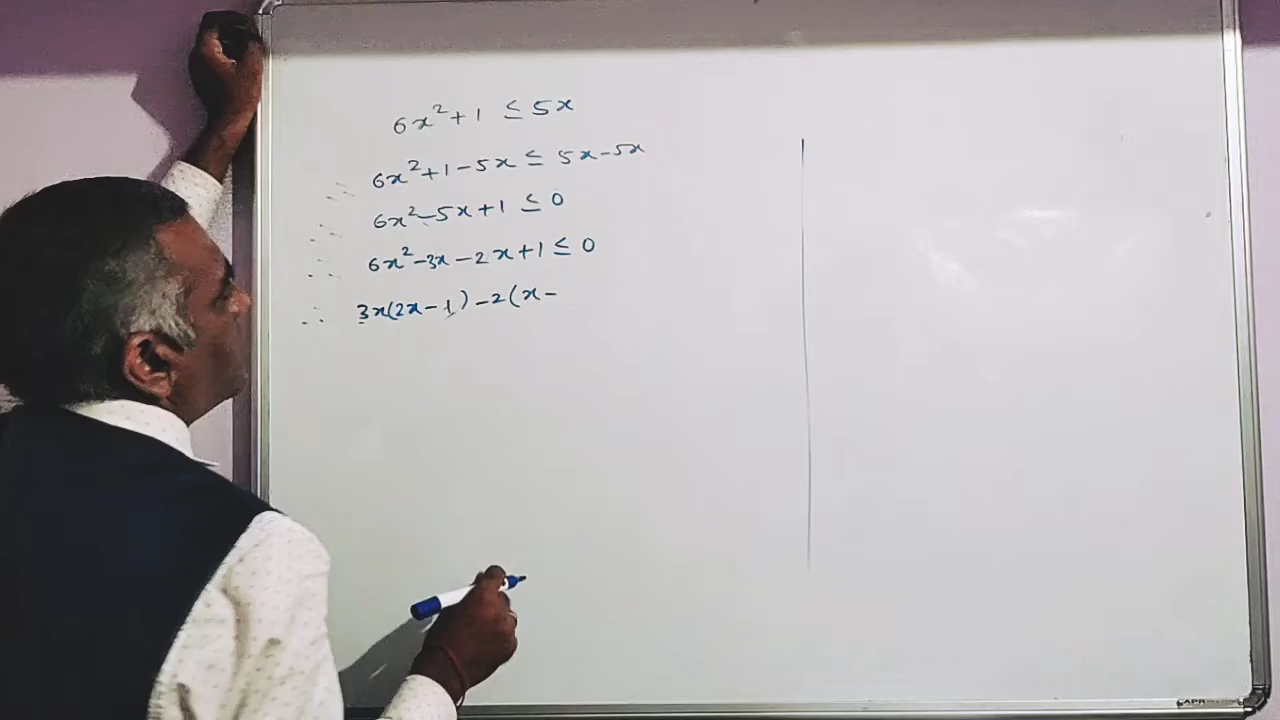 6x² + 1 ≤ 5x
∴ 6x² + 1 - 5x ≤ 5x - 5x
∴ 6x² - 5x + 1 ≤ 0
∴ 6x² - 3x - 2x + 1 ≤ 0
∴ 3x(2x - 1) - 2(x -